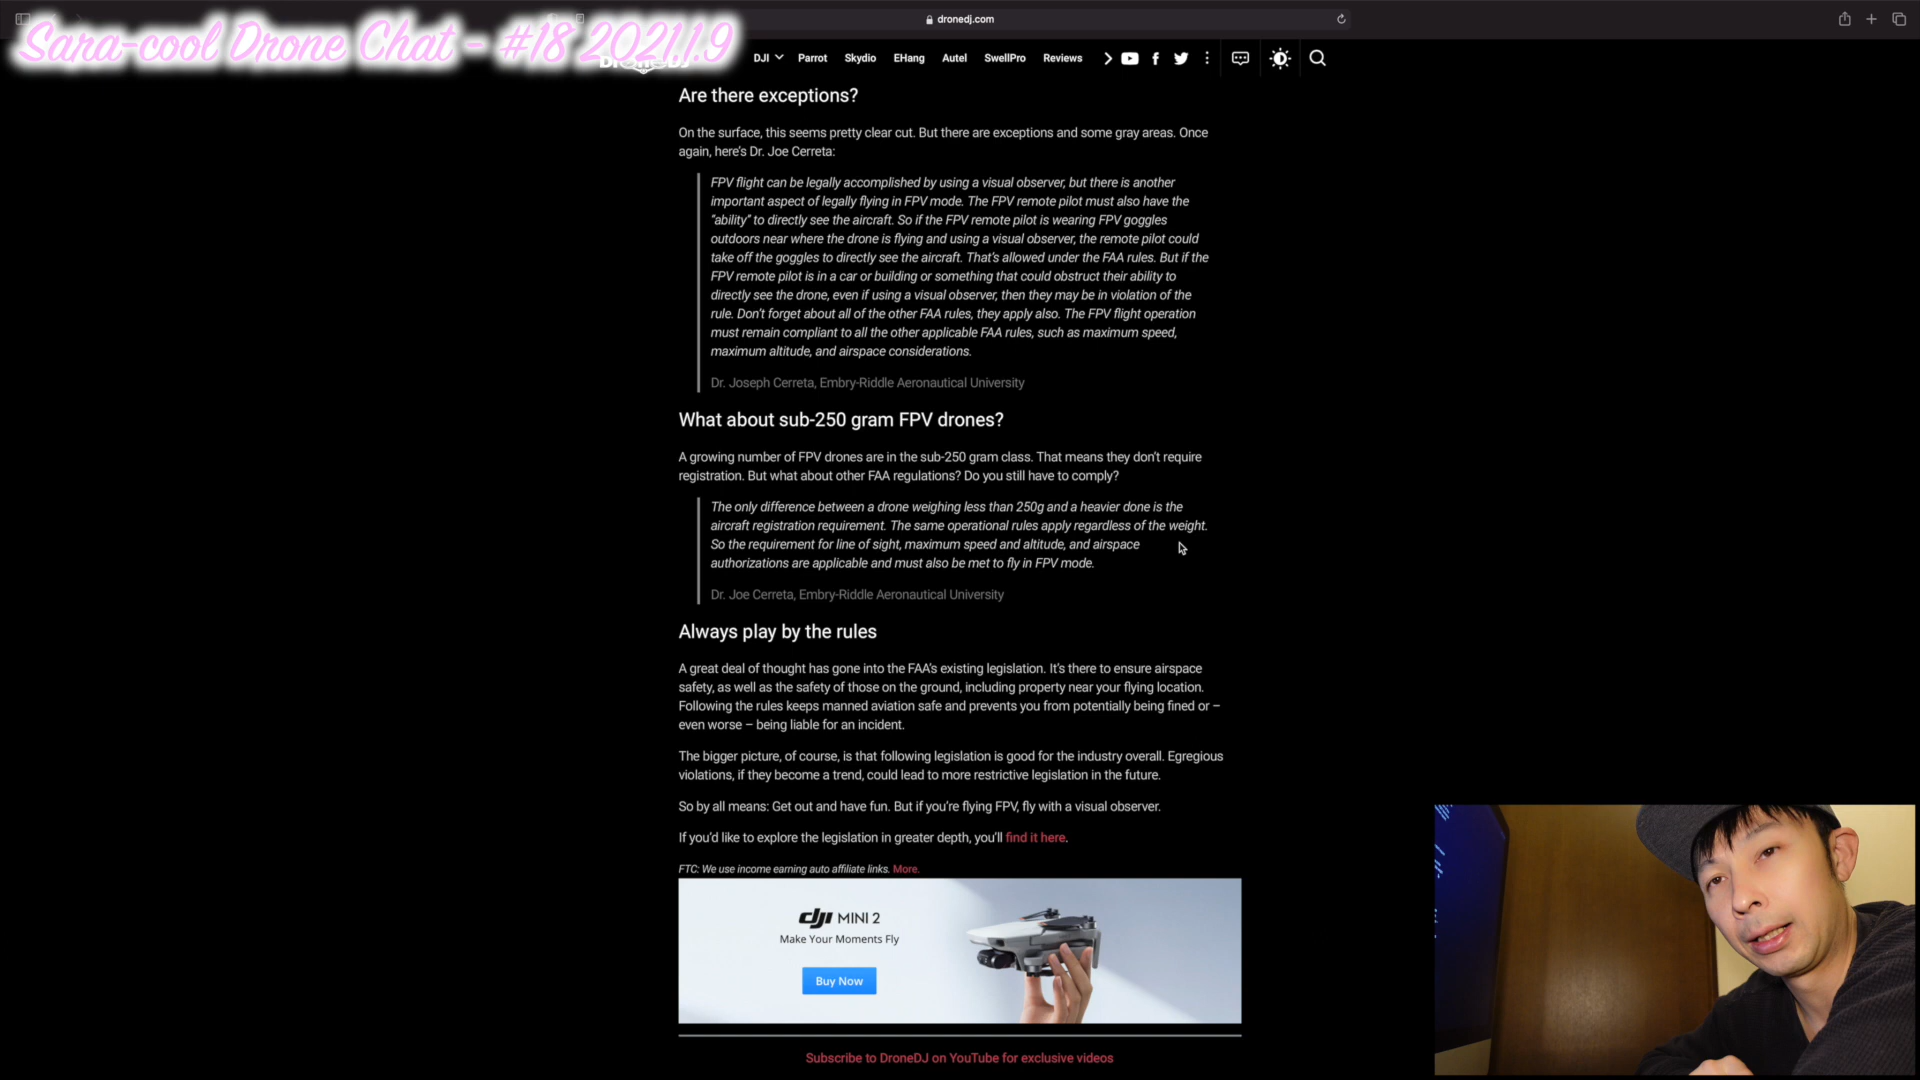 Sara-cool Drone Chat - #18 2021.1.9
dronedj.com
DroneDJ
DJI
Parrot
Skydio
EHang
Autel
SwellPro
Reviews
Are there exceptions?
On the surface, this seems pretty clear cut. But there are exceptions and some gray areas. Once
again, here's Dr. Joe Cerreta:
FPV flight can be legally accomplished by using a visual observer, but there is another
important aspect of legally flying in FPV mode. The FPV remote pilot must also have the
"ability" to directly see the aircraft. So if the FPV remote pilot is wearing FPV goggles
outdoors near where the drone is flying and using a visual observer, the remote pilot could
take off the goggles to directly see the aircraft. That's allowed under the FAA rules. But if the
FPV remote pilot is in a car or building or something that could obstruct their ability to
directly see the drone, even if using a visual observer, then they may be in violation of the
rule. Don't forget about all of the other FAA rules, they apply also. The FPV flight operation
must remain compliant to all the other applicable FAA rules, such as maximum speed,
maximum altitude, and airspace considerations.
Dr. Joseph Cerreta, Embry-Riddle Aeronautical University
What about sub-250 gram FPV drones?
A growing number of FPV drones are in the sub-250 gram class. That means they don't require
registration. But what about other FAA regulations? Do you still have to comply?
The only difference between a drone weighing less than 250g and a heavier done is the
aircraft registration requirement. The same operational rules apply regardless of the weight.
So the requirement for line of sight, maximum speed and altitude, and airspace
authorizations are applicable and must also be met to fly in FPV mode.
Dr. Joe Cerreta, Embry-Riddle Aeronautical University
Always play by the rules
A great deal of thought has gone into the FAA's existing legislation. It's there to ensure airspace
safety, as well as the safety of those on the ground, including property near your flying location.
Following the rules keeps manned aviation safe and prevents you from potentially being fined or –
even worse – being liable for an incident.
The bigger picture, of course, is that following legislation is good for the industry overall. Egregious
violations, if they become a trend, could lead to more restrictive legislation in the future.
So by all means: Get out and have fun. But if you're flying FPV, fly with a visual observer.
If you'd like to explore the legislation in greater depth, you'll find it here.
FTC: We use income earning auto affiliate links. More.
dji MINI 2
Make Your Moments Fly
Buy Now
Subscribe to DroneDJ on YouTube for exclusive videos